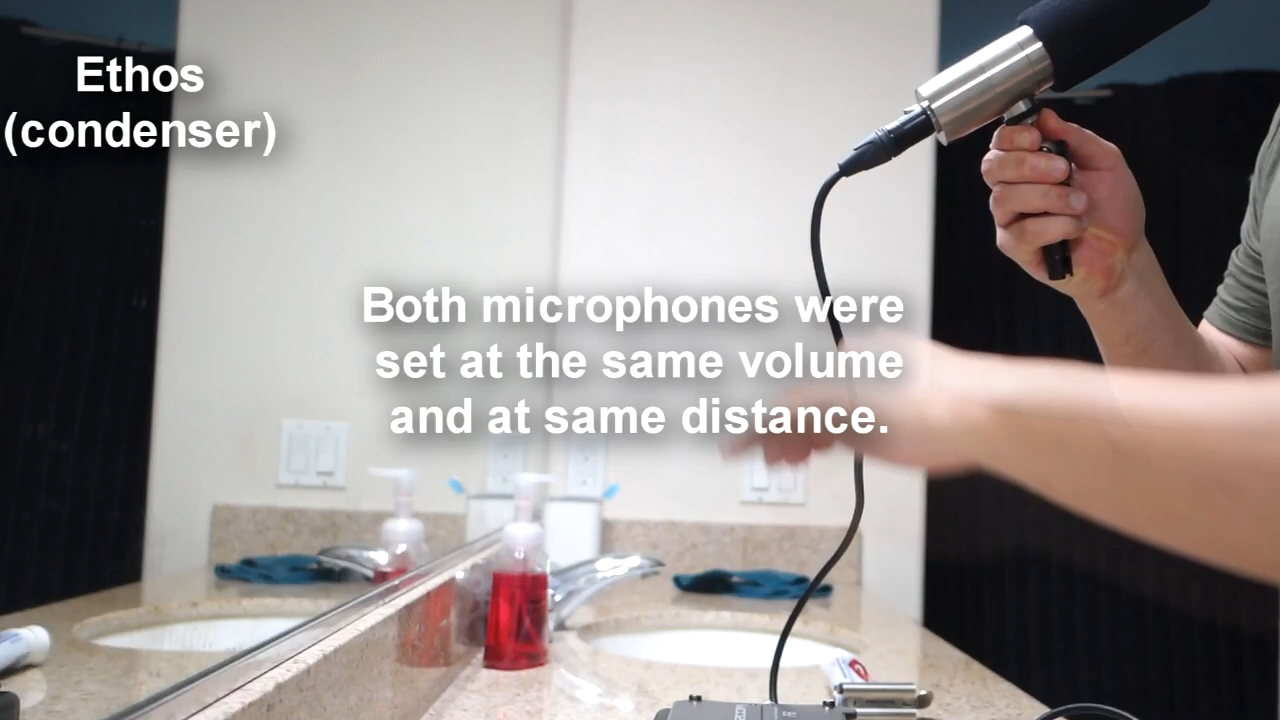 Ethos
(condenser)
Both microphones were
set at the same volume
and at same distance.